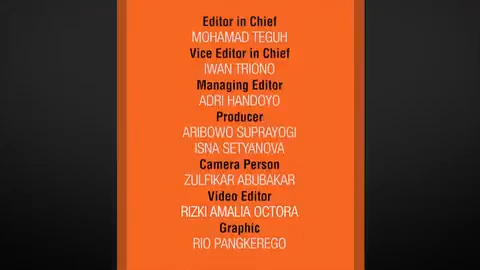 Editor in Chief
MOHAMAD TEGUH
Vice Editor in Chief
IWAN TRIONO
Managing Editor
ADRI HANDOYO
Producer
ARIBOWO SUPRAYOGI
ISNA SETYANOVA
Camera Person
ZULFIKAR ABUBAKAR
Video Editor
RIZKI AMALIA OCTORA
Graphic
RIO PANGKEREGO